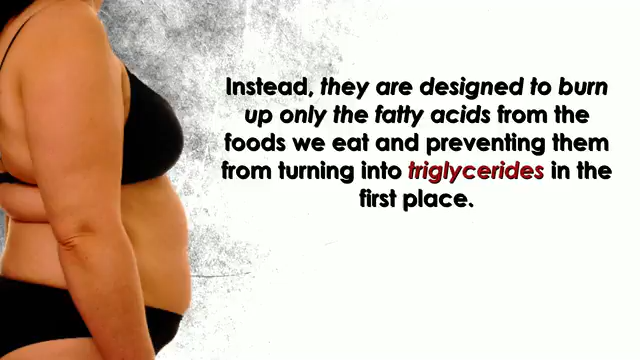 Instead, they are designed to burn
up only the fatty acids from the
foods we eat and preventing them
from turning into triglycerides in the
first place.